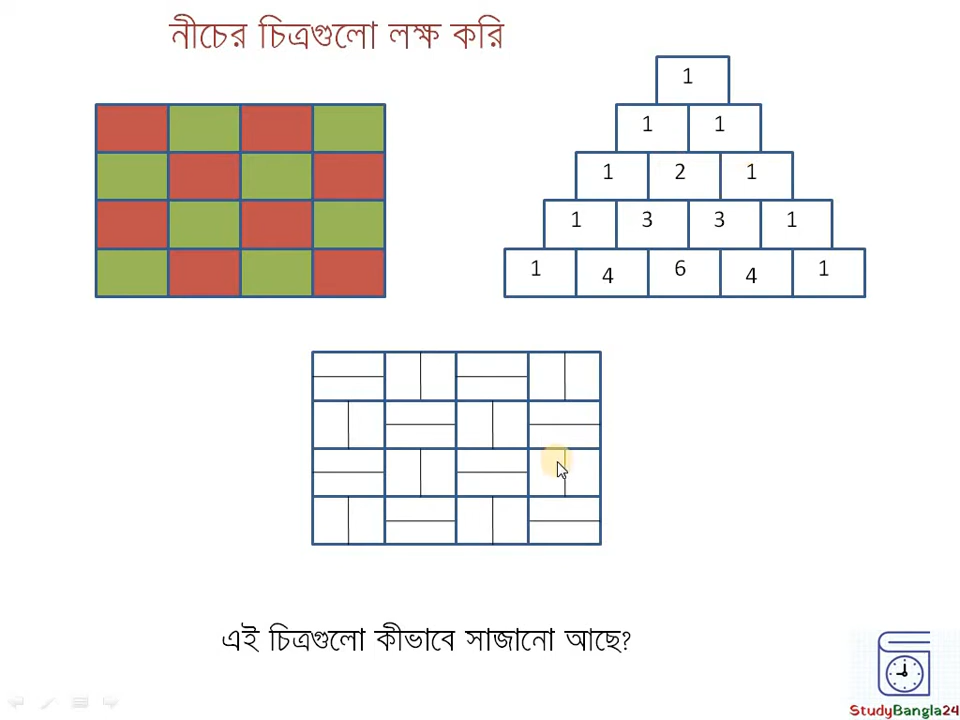 নীচের চিত্রগুলো লক্ষ করি
1
1 1
1 2 1
1 3 3 1
1 4 6 4 1
এই চিত্রগুলো কীভাবে সাজানো আছে?
StudyBangla24